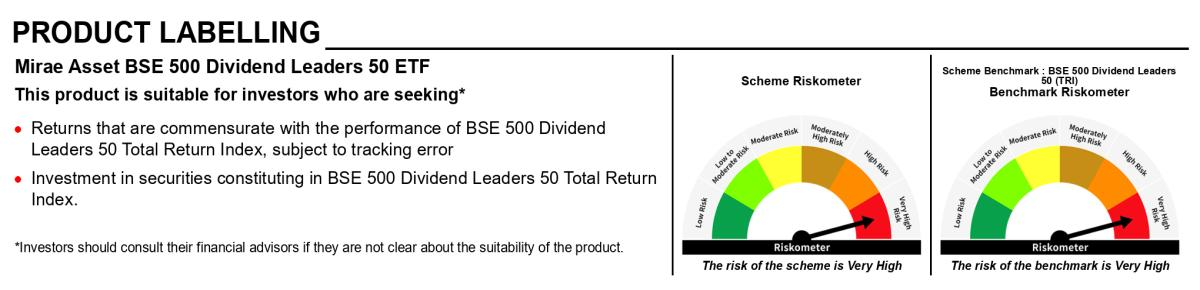 PRODUCT LABELLING
Mirae Asset BSE 500 Dividend Leaders 50 ETF
This product is suitable for investors who are seeking*
Returns that are commensurate with the performance of BSE 500 Dividend
Leaders 50 Total Return Index, subject to tracking error
Investment in securities constituting in BSE 500 Dividend Leaders 50 Total Return
Index.
*Investors should consult their financial advisors if they are not clear about the suitability of the product.
Scheme Riskometer
Low Risk
Low to
Moderate Risk
Moderate Risk
Moderately
High Risk
High Risk
Very High
Risk
Riskometer
The risk of the scheme is Very High
Scheme Benchmark : BSE 500 Dividend Leaders
50 (TRI)
Benchmark Riskometer
Low Risk
Low to
Moderate Risk
Moderate Risk
Moderately
High Risk
High Risk
Very High
Risk
Riskometer
The risk of the benchmark is Very High